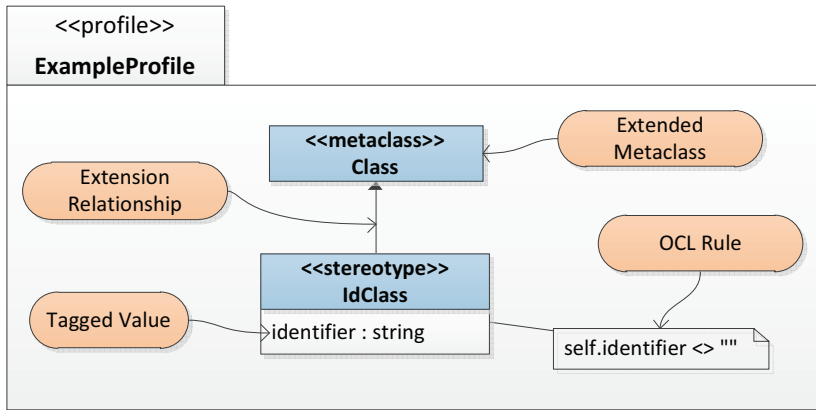 <<profile>>
ExampleProfile
<<metaclass>>
Class
Extended
Metaclass
Extension
Relationship
<<stereotype>>
IdClass
OCL Rule
Tagged Value
identifier : string
self.identifier <> ""